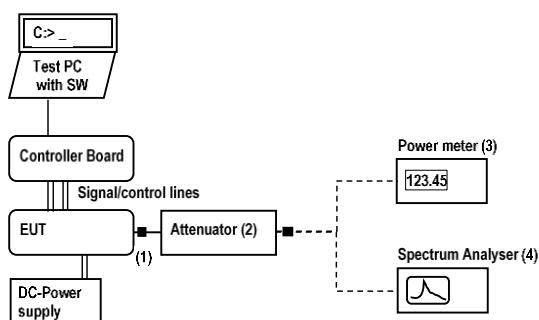 C:> _
Test PC
with SW
Controller Board
Signal/control lines
Power meter (3)
123.45
EUT
(1)
Attenuator (2)
Spectrum Analyser (4)
DC-Power
supply